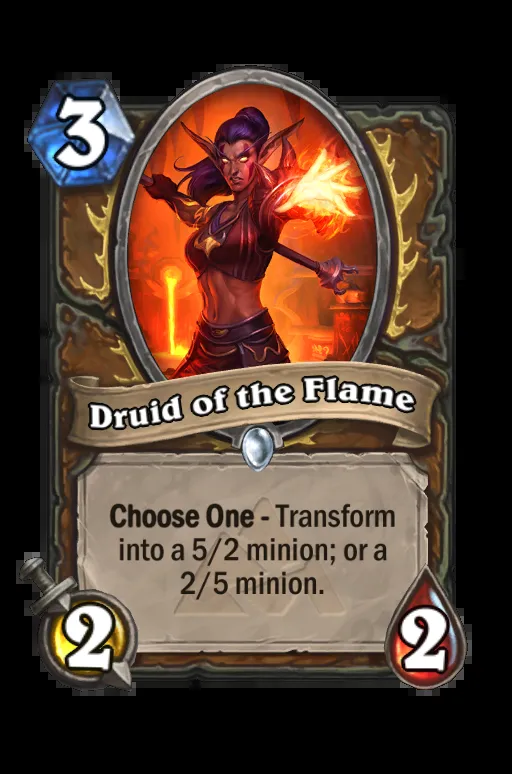 3
Druid of the Flame
Choose One - Transform
into a 5/2 minion; or a
2/5 minion.
2
2